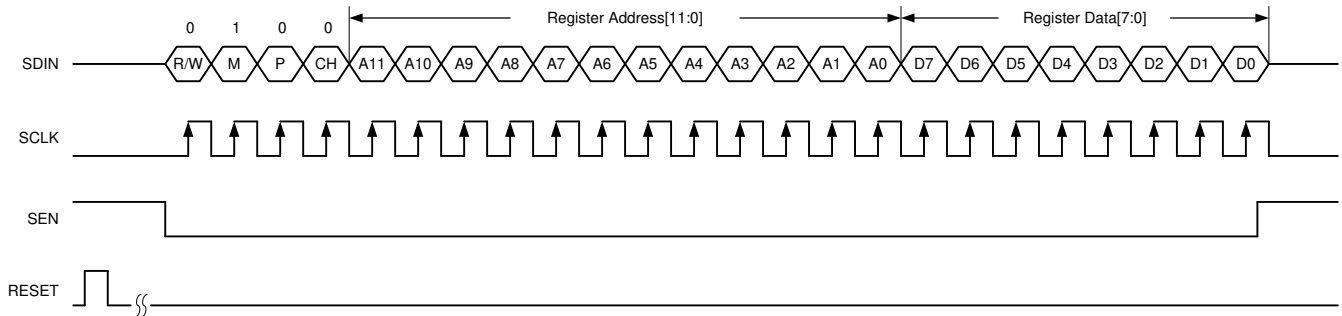 0 1 0 0 Register Address[11:0] Register Data[7:0]
SDIN R/W M P CH A11 A10 A9 A8 A7 A6 A5 A4 A3 A2 A1 A0 D7 D6 D5 D4 D3 D2 D1 D0
SCLK
SEN
RESET